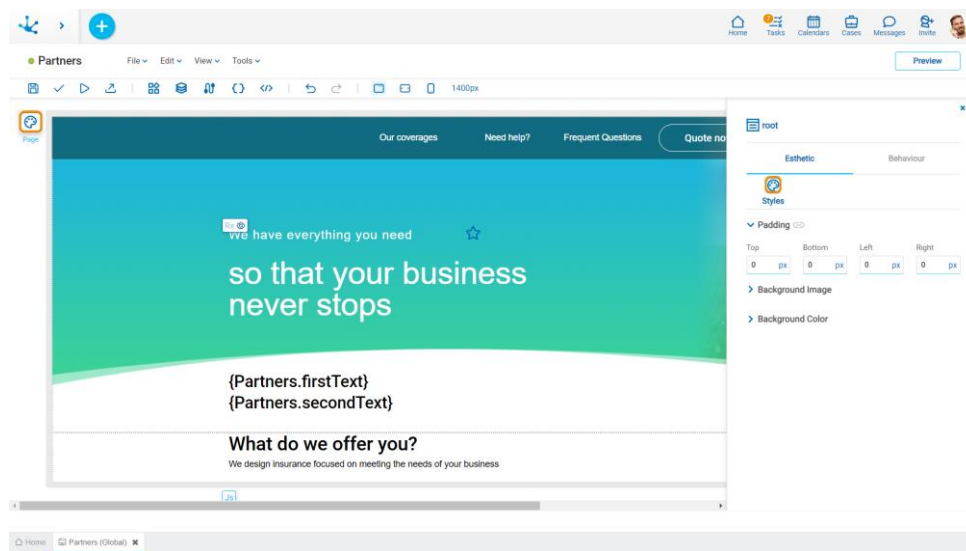 Home
7
Tasks
Calendars
Cases
Messages
Invite
Partners
File
Edit
View
Tools
Preview
1400px
Page
Our coverages
Need help?
Frequent Questions
Quote no
Rx
We have everything you need
so that your business
never stops
{Partners.firstText}
{Partners.secondText}
What do we offer you?
We design insurance focused on meeting the needs of your business
Js
root
Esthetic
Behaviour
Styles
Padding
Top
Bottom
Left
Right
0 px
0 px
0 px
0 px
Background Image
Background Color
Home
Partners (Global)